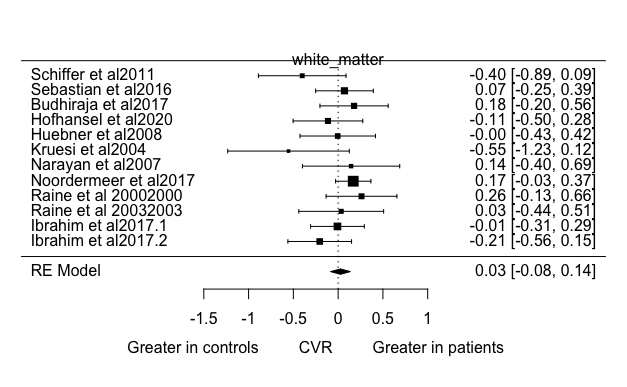 white_matter
Schiffer et al2011 -0.40 [-0.89, 0.09]
Sebastian et al2016 0.07 [-0.25, 0.39]
Budhiraja et al2017 0.18 [-0.20, 0.56]
Hofhansel et al2020 -0.11 [-0.50, 0.28]
Huebner et al2008 -0.00 [-0.43, 0.42]
Kruesi et al2004 -0.55 [-1.23, 0.12]
Narayan et al2007 0.14 [-0.40, 0.69]
Noordermeer et al2017 0.17 [-0.03, 0.37]
Raine et al 20002000 0.26 [-0.13, 0.66]
Raine et al 20032003 0.03 [-0.44, 0.51]
Ibrahim et al2017.1 -0.01 [-0.31, 0.29]
Ibrahim et al2017.2 -0.21 [-0.56, 0.15]
RE Model 0.03 [-0.08, 0.14]
-1.5 -1 -0.5 0 0.5 1
Greater in controls CVR Greater in patients